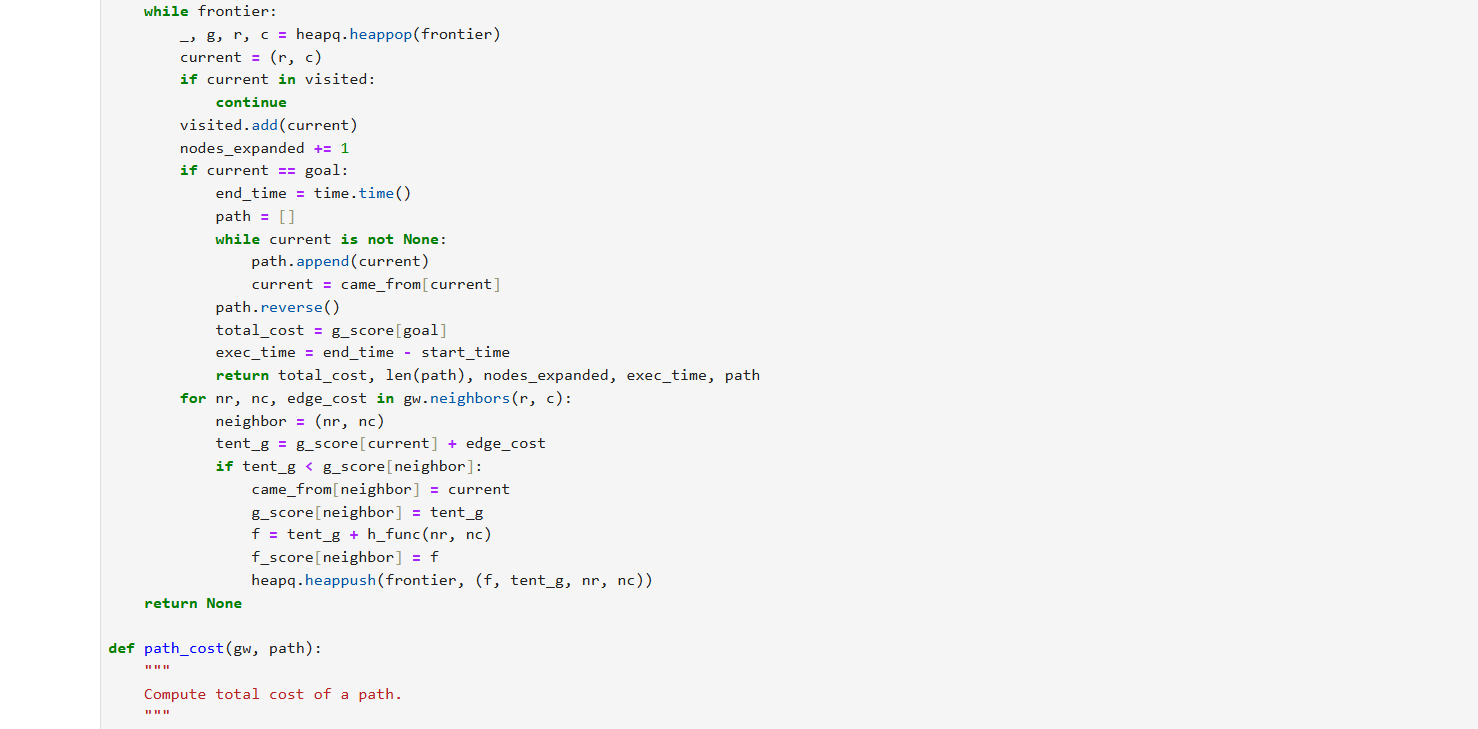 while frontier:
_, g, r, c = heapq.heappop(frontier)
current = (r, c)
if current in visited:
continue
visited.add(current)
nodes_expanded += 1
if current == goal:
end_time = time.time()
path = []
while current is not None:
path.append(current)
current = came_from[current]
path.reverse()
total_cost = g_score[goal]
exec_time = end_time - start_time
return total_cost, len(path), nodes_expanded, exec_time, path
for nr, nc, edge_cost in gw.neighbors(r, c):
neighbor = (nr, nc)
tent_g = g_score[current] + edge_cost
if tent_g < g_score[neighbor]:
came_from[neighbor] = current
g_score[neighbor] = tent_g
f = tent_g + h_func(nr, nc)
f_score[neighbor] = f
heapq.heappush(frontier, (f, tent_g, nr, nc))
return None
def path_cost(gw, path):
"""
Compute total cost of a path.
"""